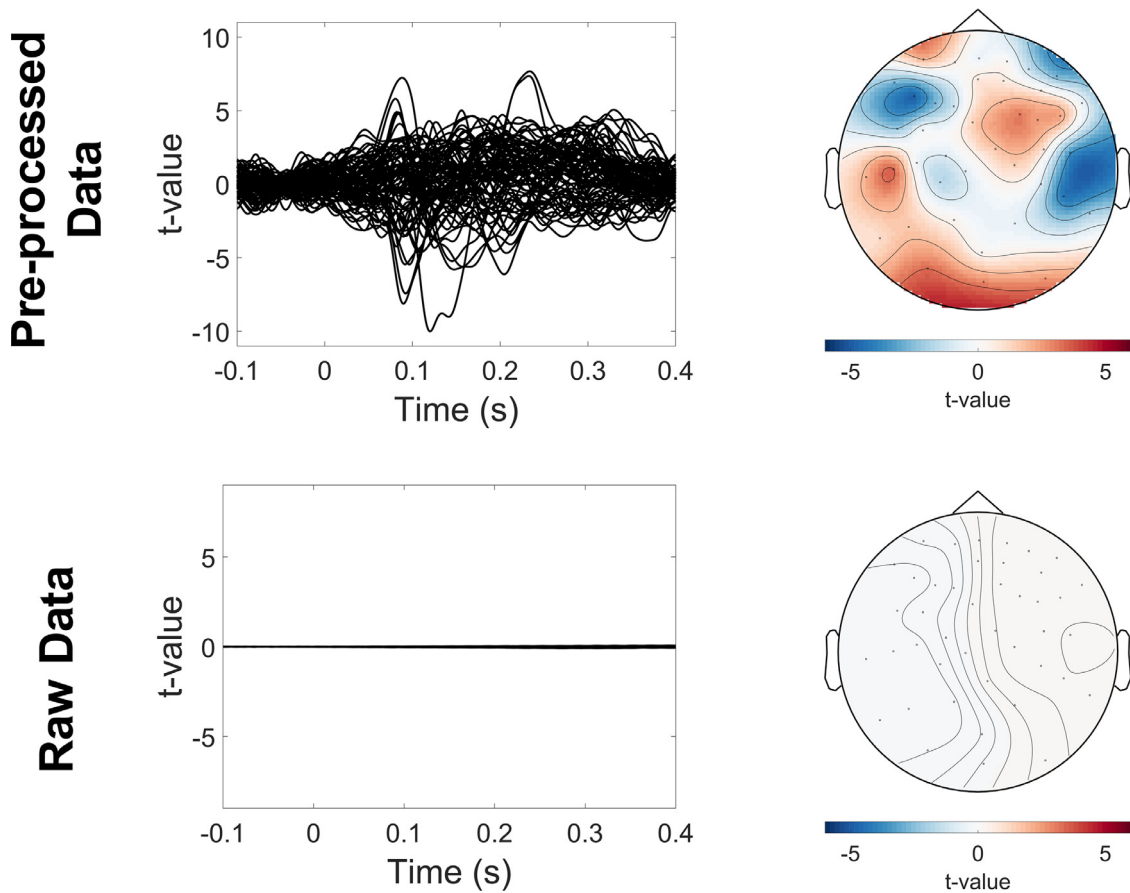 Pre-processed
Data
t-value
10
5
0
-5
-10
-0.1 0 0.1 0.2 0.3 0.4
Time (s)
-5 0 5
t-value
Raw Data
t-value
5
0
-5
-0.1 0 0.1 0.2 0.3 0.4
Time (s)
-5 0 5
t-value